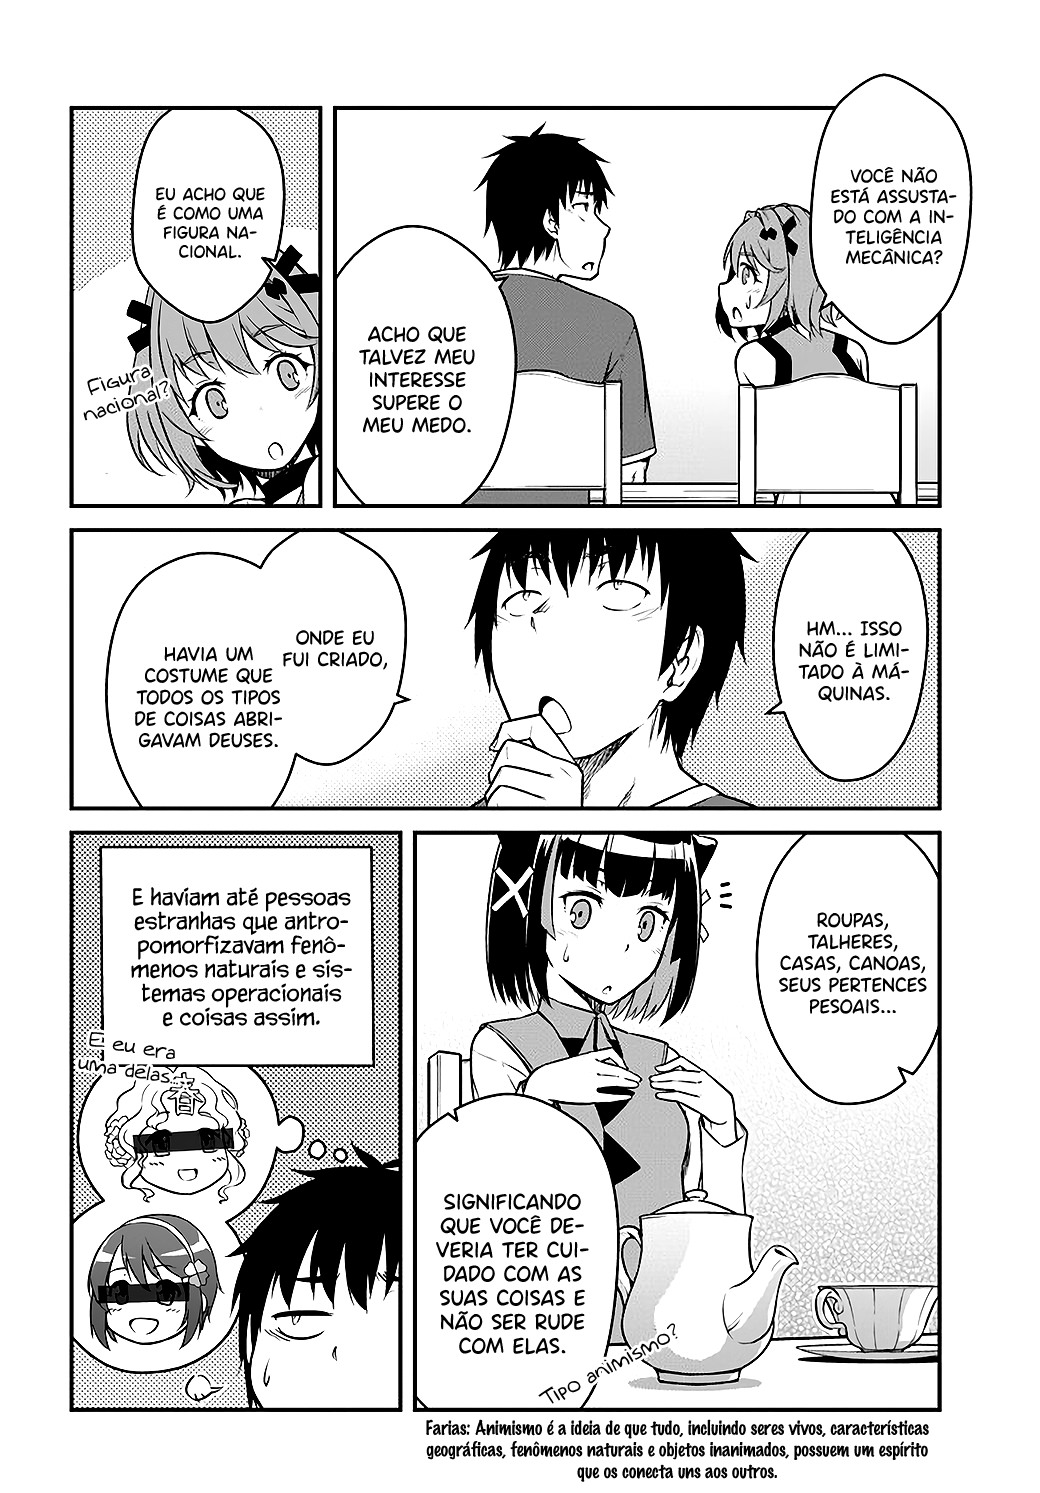 VOCÊ NÃO
ESTÁ ASSUSTA-
DO COM A IN-
TELIGÊNCIA
MECÂNICA?
ACHO QUE
TALVEZ MEU
INTERESSE
SUPERE O
MEU MEDO.
EU ACHO QUE
É COMO UMA
FIGURA NA-
CIONAL.
Figura
nacional?
HM... ISSO
NÃO É LIMI-
TADO À MÁ-
QUINAS.
ONDE EU
FUI CRIADO,
HAVIA UM
COSTUME QUE
TODOS OS TIPOS
DE COISAS ABRI-
GAVAM DEUSES.
ROUPAS,
TALHERES,
CASAS, CANOAS,
SEUS PERTENCES
PESOAIS...
SIGNIFICANDO
QUE VOCÊ DE-
VERIA TER CUI-
DADO COM AS
SUAS COISAS E
NÃO SER RUDE
COM ELAS.
Tipo animismo?
E haviam até pessoas
estranhas que antro-
pomorfizavam fenô-
menos naturais e sis-
temas operacionais
e coisas assim.
E eu era
uma delas.
春
Farias: Animismo é a ideia de que tudo, incluindo seres vivos, características
geográficas, fenômenos naturais e objetos inanimados, possuem um espírito
que os conecta uns aos outros.